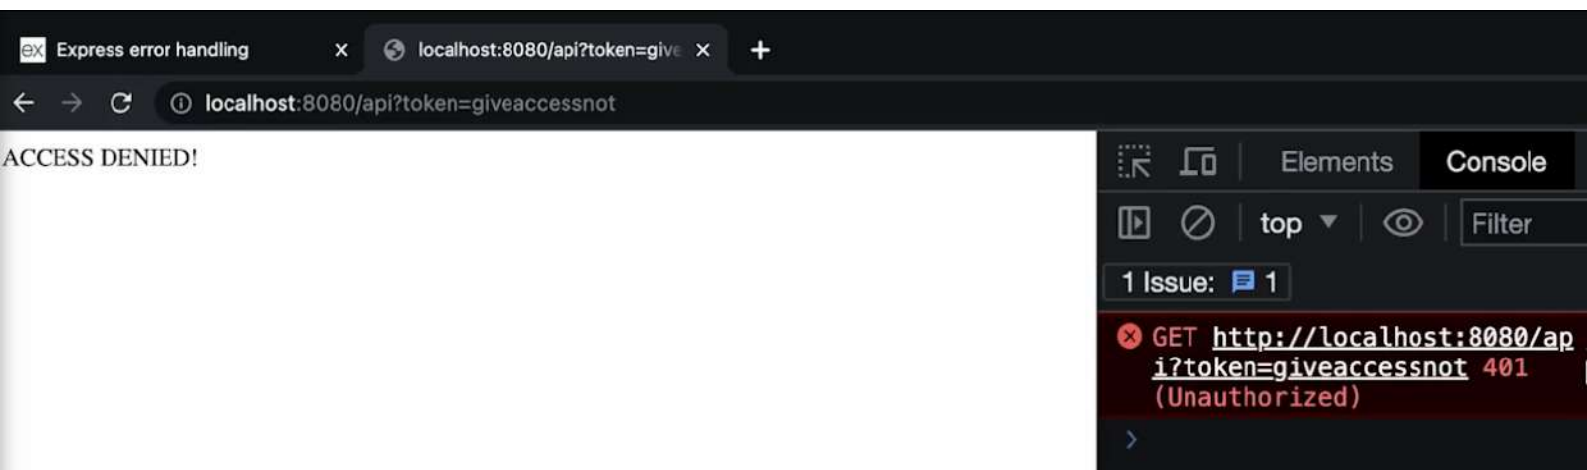 ex Express error handling x localhost:8080/api?token=give x +
localhost:8080/api?token=giveaccessnot
ACCESS DENIED!
Elements Console
top Filter
1 Issue: 1
GET http://localhost:8080/ap
i?token=giveaccessnot 401
(Unauthorized)